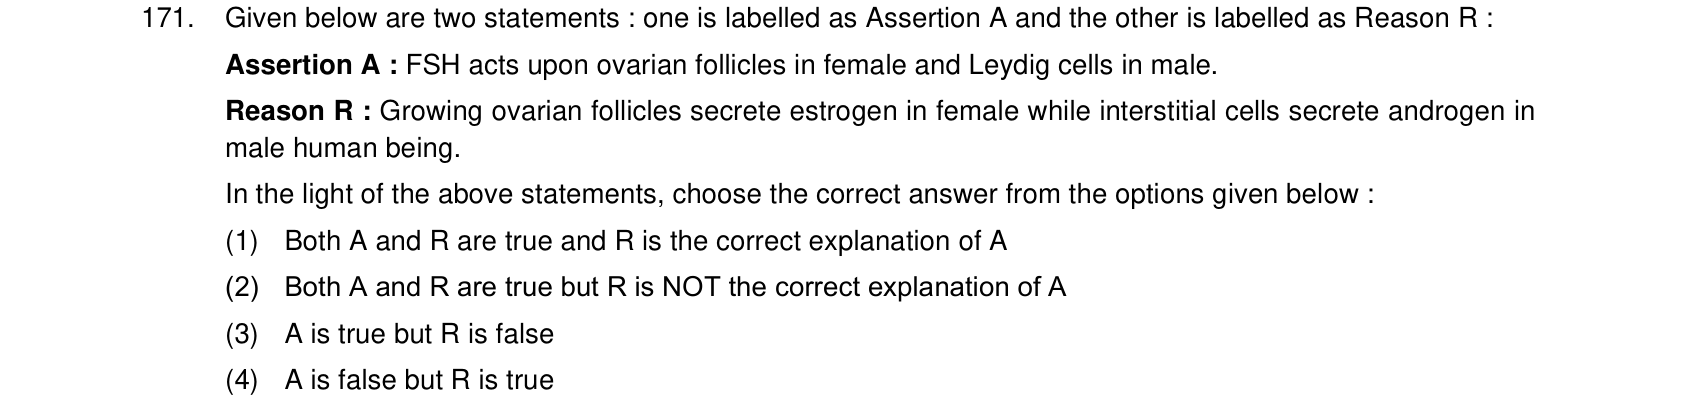 171. Given below are two statements : one is labelled as Assertion A and the other is labelled as Reason R :
Assertion A : FSH acts upon ovarian follicles in female and Leydig cells in male.
Reason R : Growing ovarian follicles secrete estrogen in female while interstitial cells secrete androgen in
male human being.
In the light of the above statements, choose the correct answer from the options given below :
(1) Both A and R are true and R is the correct explanation of A
(2) Both A and R are true but R is NOT the correct explanation of A
(3) A is true but R is false
(4) A is false but R is true